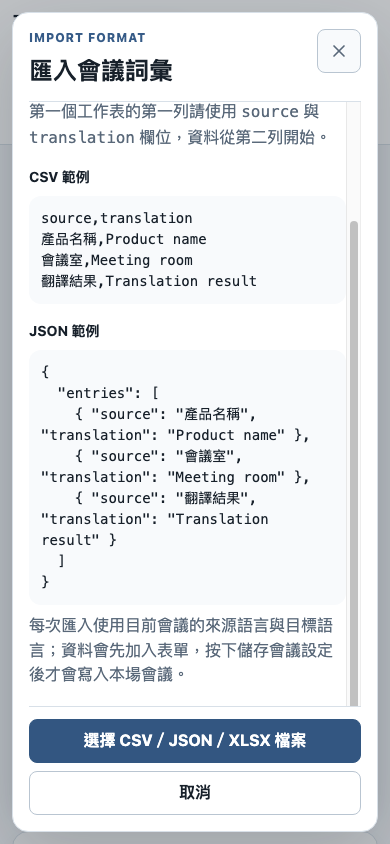 IMPORT FORMAT
匯入會議詞彙
第一個工作表的第一列請使用 source 與
translation 欄位，資料從第二列開始。
CSV 範例
source,translation
產品名稱,Product name
會議室,Meeting room
翻譯結果,Translation result
JSON 範例
{
  "entries": [
    { "source": "產品名稱",
"translation": "Product name" },
    { "source": "會議室",
"translation": "Meeting room" },
    { "source": "翻譯結果",
"translation": "Translation
result" }
  ]
}
每次匯入使用目前會議的來源語言與目標語
言；資料會先加入表單，按下儲存會議設定
後才會寫入本場會議。
選擇 CSV / JSON / XLSX 檔案
取消